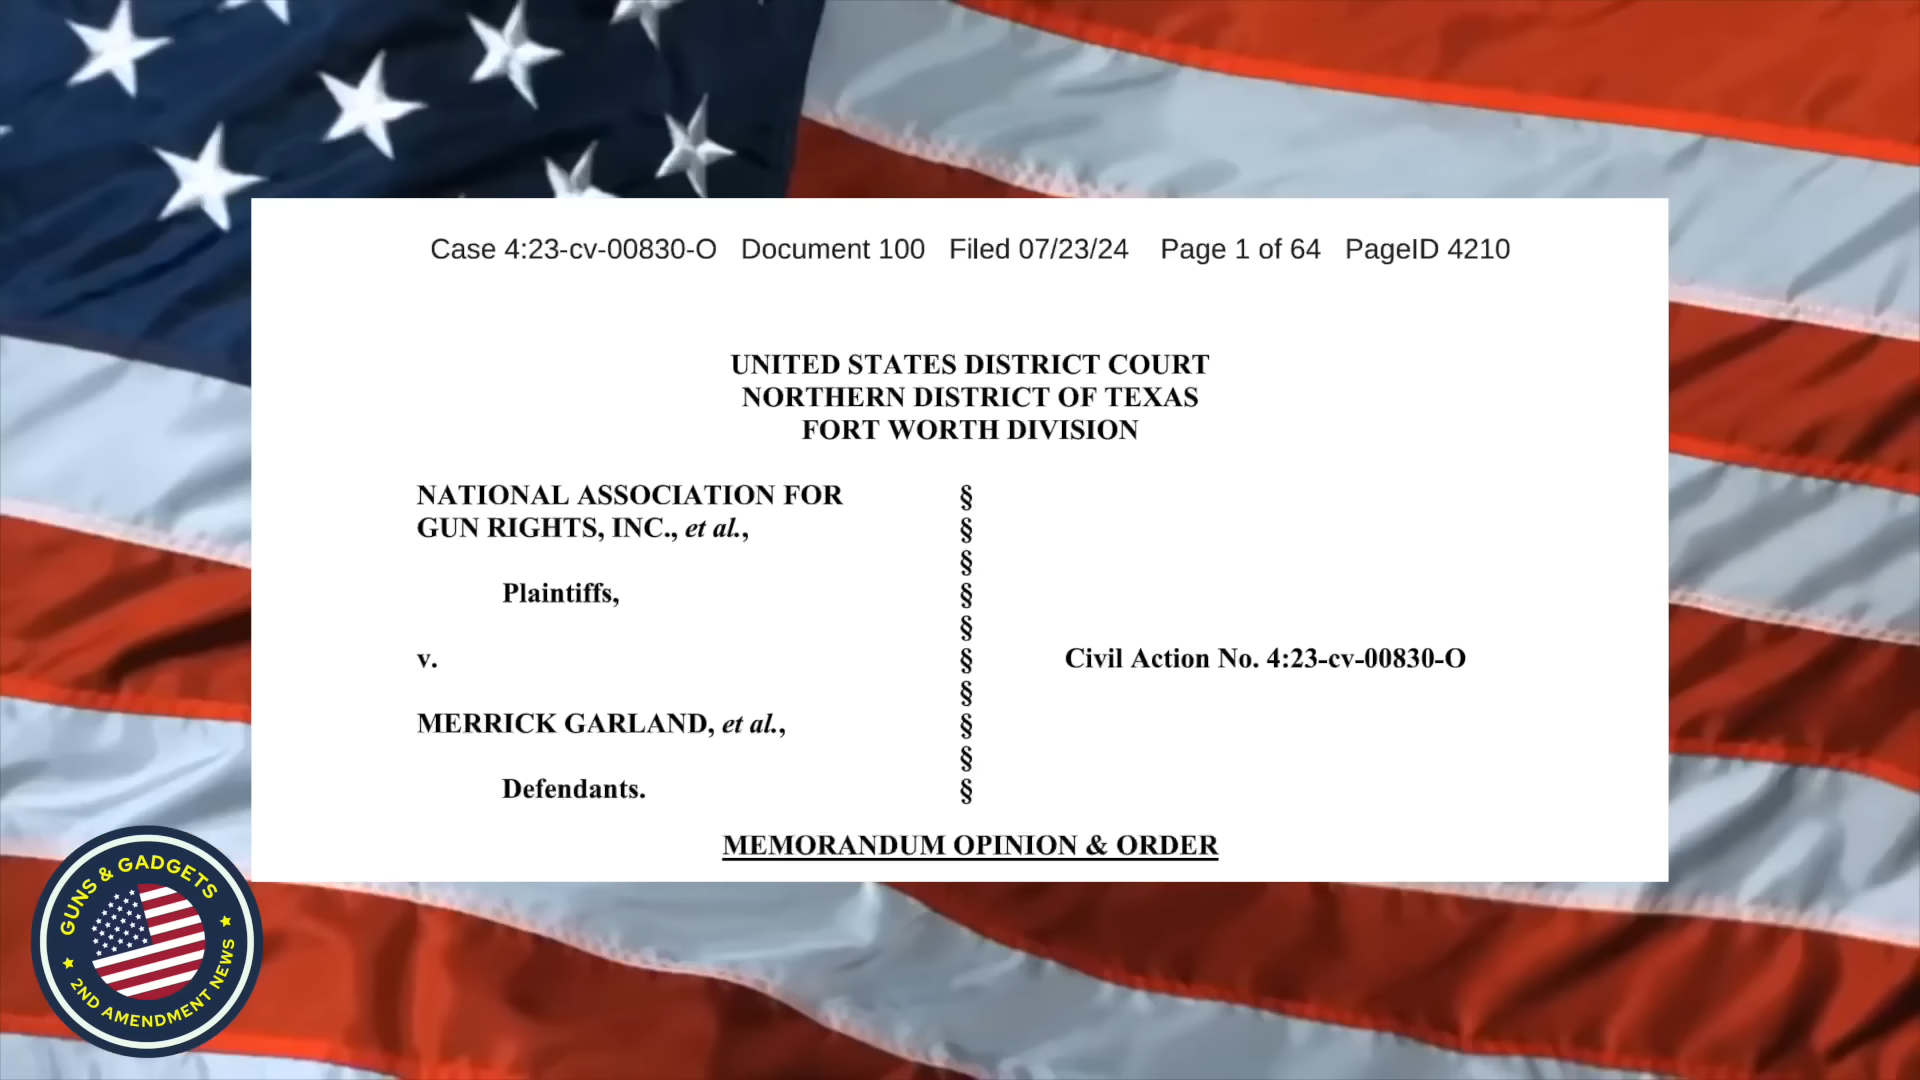 Case 4:23-cv-00830-O Document 100 Filed 07/23/24 Page 1 of 64 PageID 4210
UNITED STATES DISTRICT COURT
NORTHERN DISTRICT OF TEXAS
FORT WORTH DIVISION
NATIONAL ASSOCIATION FOR §
GUN RIGHTS, INC., et al., §
§
Plaintiffs, §
§
v. § Civil Action No. 4:23-cv-00830-O
§
MERRICK GARLAND, et al., §
§
Defendants. §
MEMORANDUM OPINION & ORDER
GUNS & GADGETS
2ND AMENDMENT NEWS